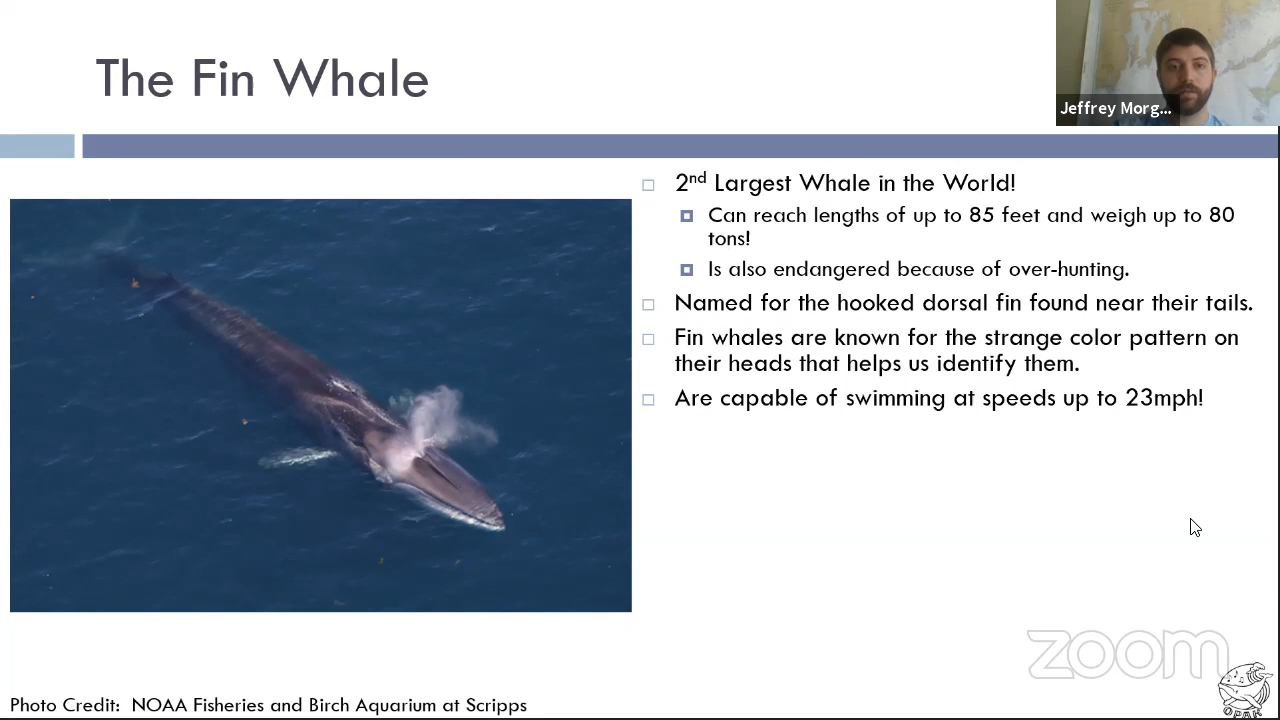 The Fin Whale
Jeffrey Morg...
2nd Largest Whale in the World!
Can reach lengths of up to 85 feet and weigh up to 80
tons!
Is also endangered because of over-hunting.
Named for the hooked dorsal fin found near their tails.
Fin whales are known for the strange color pattern on
their heads that helps us identify them.
Are capable of swimming at speeds up to 23mph!
zoom
OPAK
Photo Credit: NOAA Fisheries and Birch Aquarium at Scripps